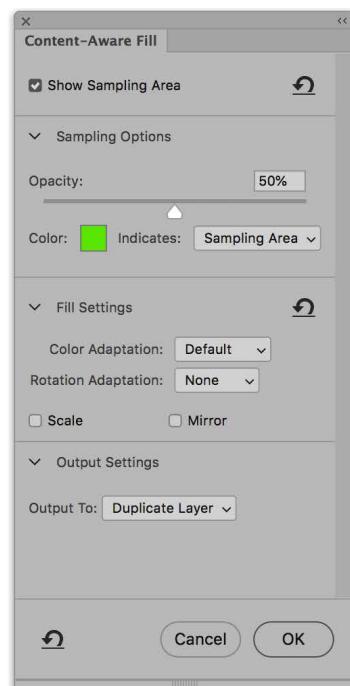 Content-Aware Fill
Show Sampling Area
Sampling Options
Opacity: 50%
Color: Indicates: Sampling Area
Fill Settings
Color Adaptation: Default
Rotation Adaptation: None
Scale Mirror
Output Settings
Output To: Duplicate Layer
Cancel OK